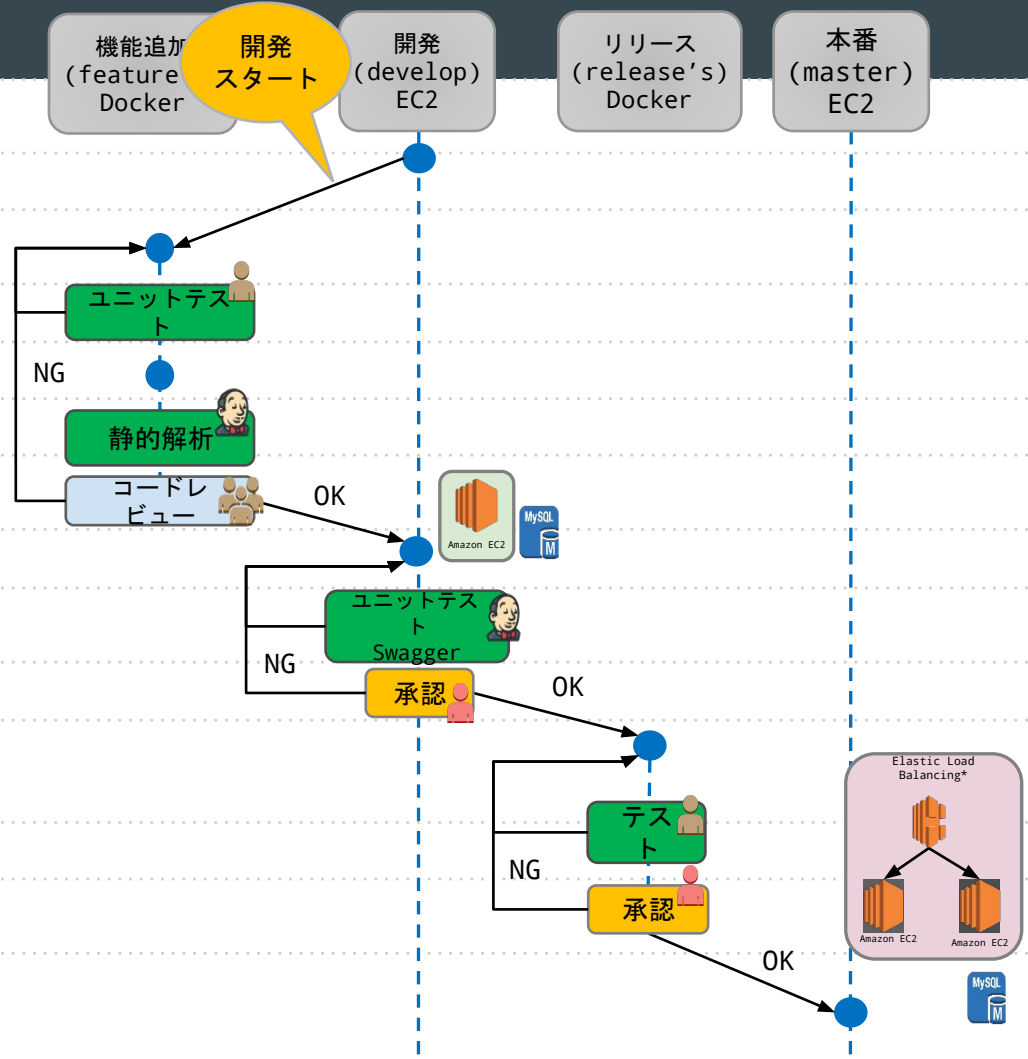 機能追加
(feature
Docker
開発
スタート
開発
(develop)
EC2
リリース
(release’s)
Docker
本番
(master)
EC2
ユニットテス
ト
NG
静的解析
コードレ
ビュー
OK
Amazon EC2
MySQL
M
ユニットテス
ト
Swagger
NG
承認
OK
Elastic Load
Balancing*
テス
ト
NG
承認
Amazon EC2
Amazon EC2
OK
MySQL
M